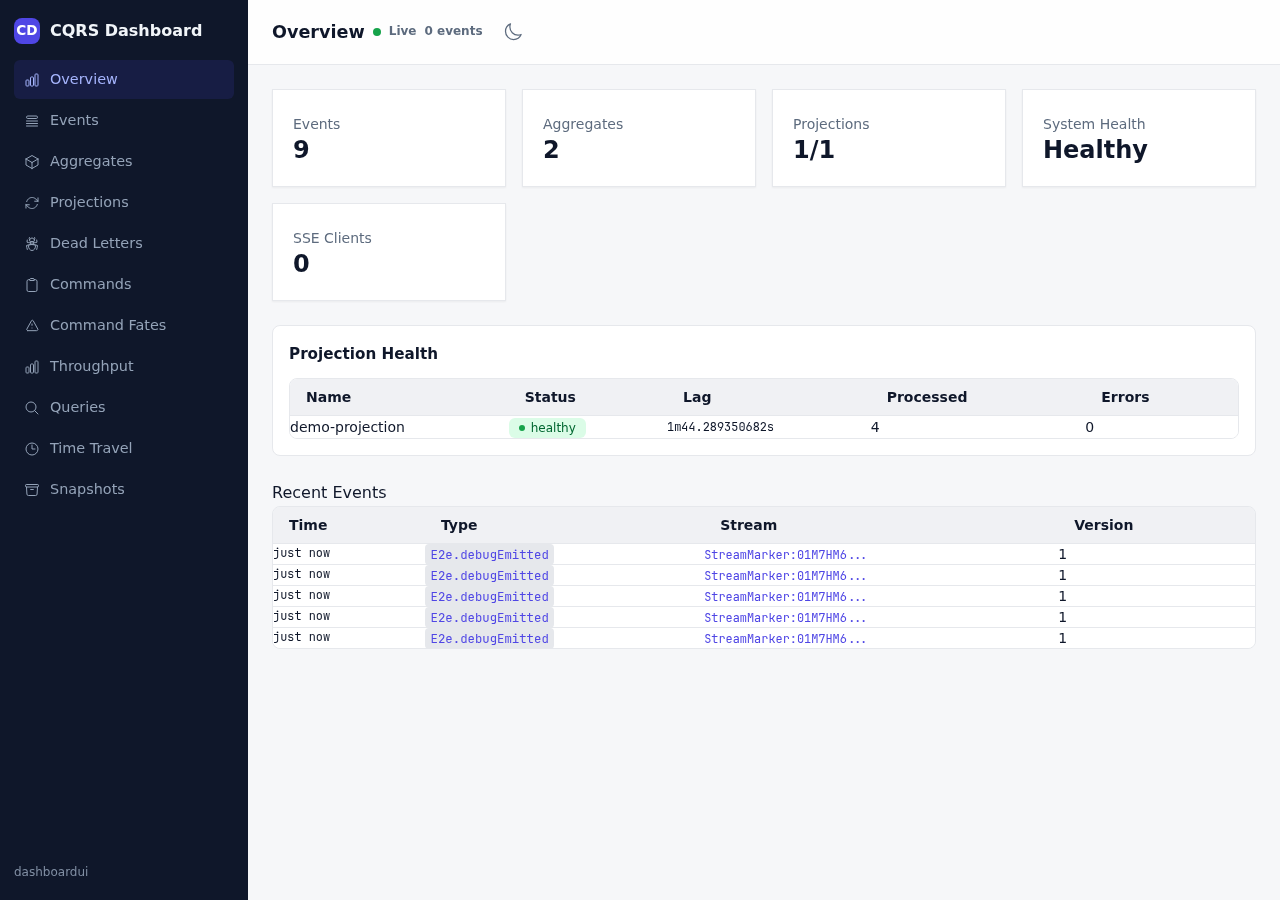 CD CQRS Dashboard
Overview
Events
Aggregates
Projections
Dead Letters
Commands
Command Fates
Throughput
Queries
Time Travel
Snapshots
dashboardui
Overview Live 0 events
Events
9
Aggregates
2
Projections
1/1
System Health
Healthy
SSE Clients
0
Projection Health
Name Status Lag Processed Errors
demo-projection healthy 1m44.289350682s 4 0
Recent Events
Time Type Stream Version
just now E2e.debugEmitted StreamMarker:01M7HM6... 1
just now E2e.debugEmitted StreamMarker:01M7HM6... 1
just now E2e.debugEmitted StreamMarker:01M7HM6... 1
just now E2e.debugEmitted StreamMarker:01M7HM6... 1
just now E2e.debugEmitted StreamMarker:01M7HM6... 1